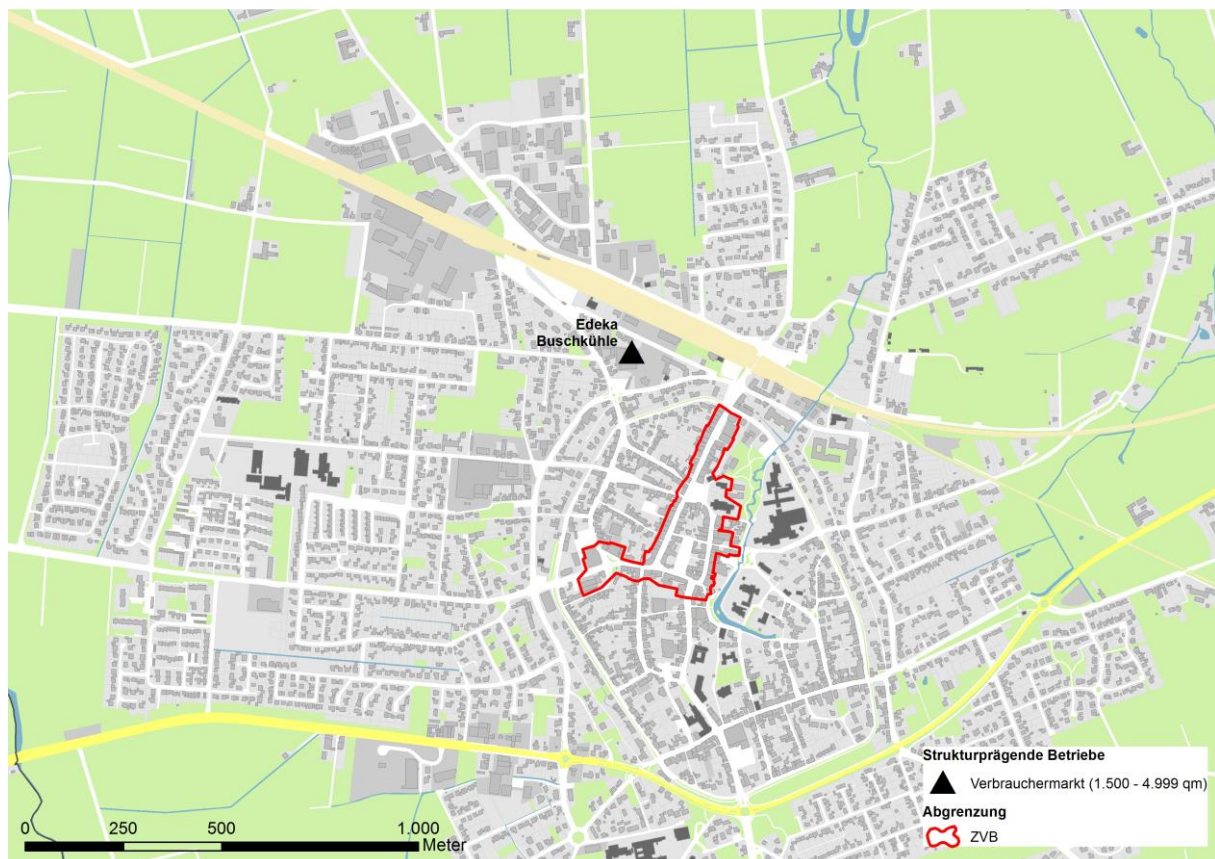 Edeka
Buschkühle
Strukturprägende Betriebe
Verbrauchermarkt (1.500 - 4.999 qm)
Abgrenzung
ZVB
0 250 500 1.000
Meter